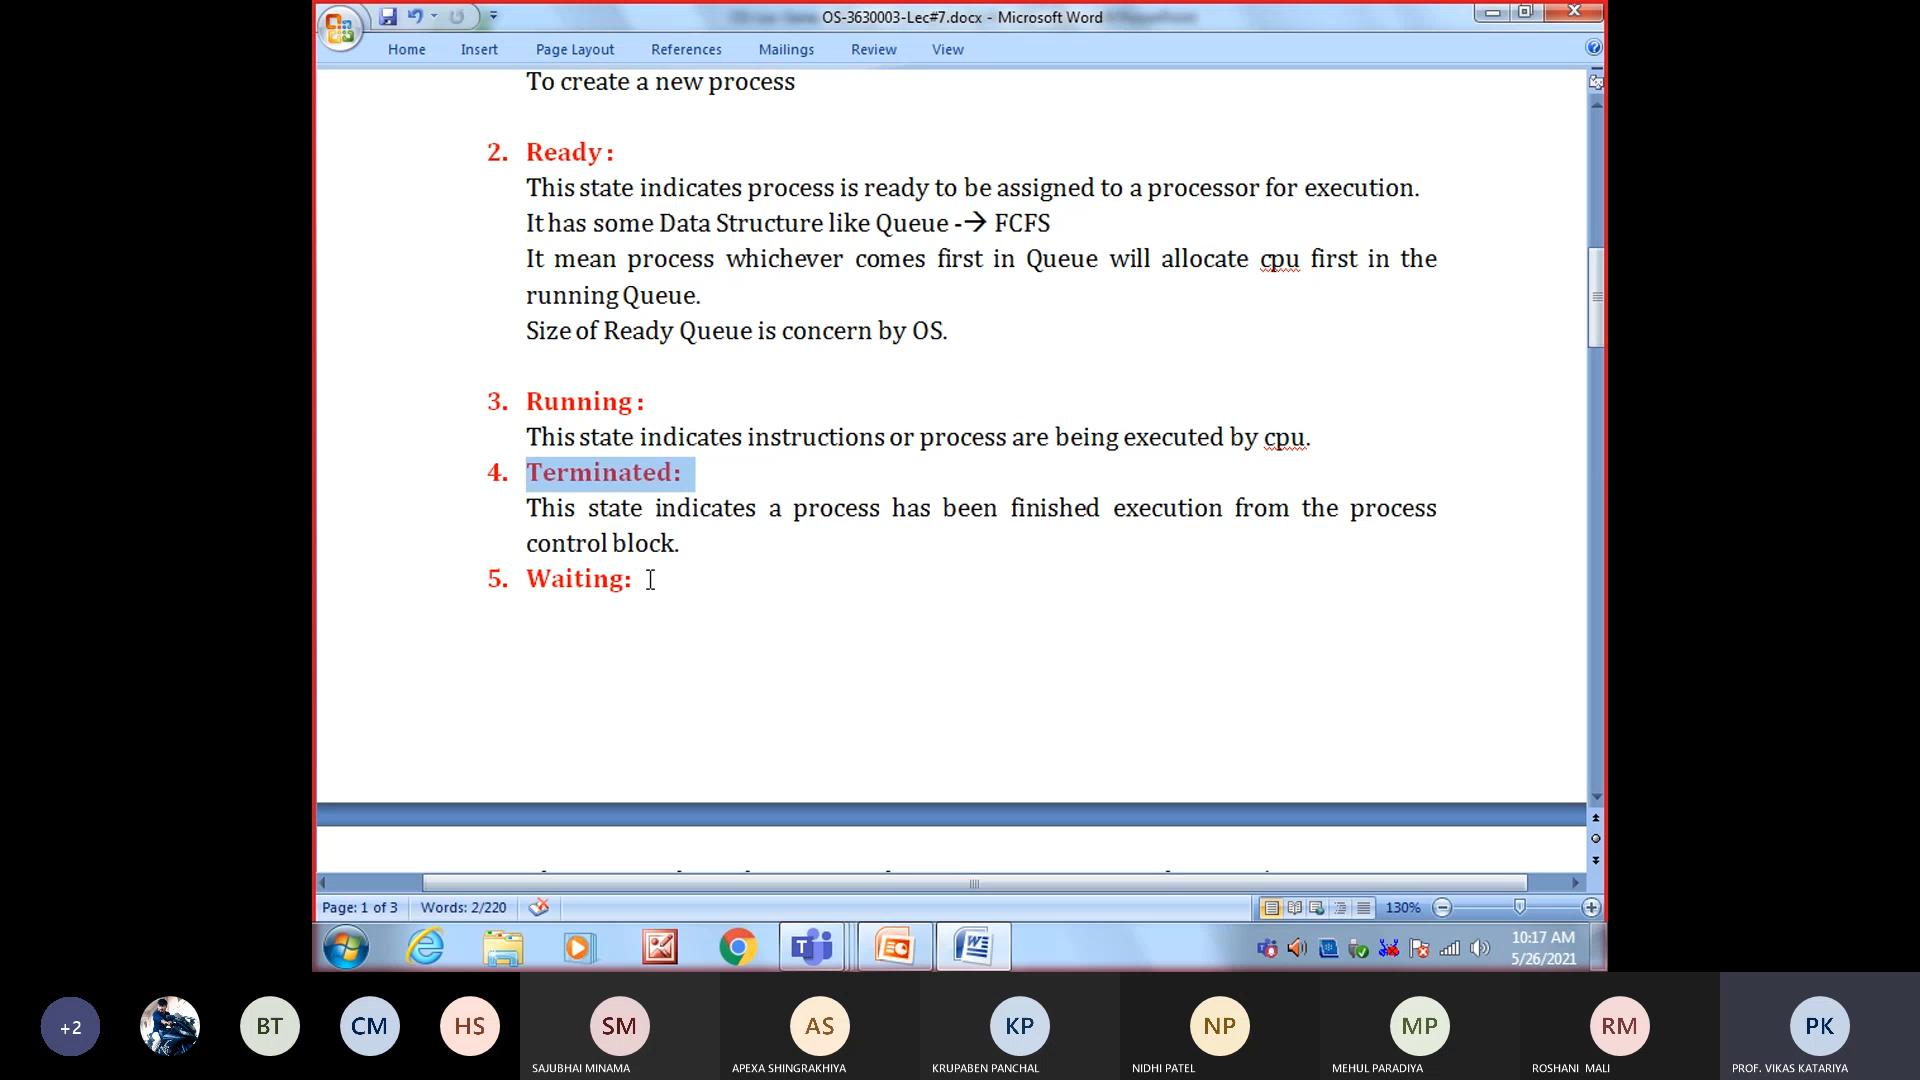 OS-3630003-Lec#7.docx - Microsoft Word
Home Insert Page Layout References Mailings Review View
To create a new process
2. Ready:
This state indicates process is ready to be assigned to a processor for execution.
It has some Data Structure like Queue -→ FCFS
It mean process whichever comes first in Queue will allocate cpu first in the
running Queue.
Size of Ready Queue is concern by OS.
3. Running:
This state indicates instructions or process are being executed by cpu.
4. Terminated:
This state indicates a process has been finished execution from the process
control block.
5. Waiting:
Page: 1 of 3 Words: 2/220 130%
10:17 AM
5/26/2021
+2 BT CM HS SM AS KP NP MP RM PK
SAJUBHAI MINAMA APEXA SHINGRAKHIYA KRUPABEN PANCHAL NIDHI PATEL MEHUL PARADIYA ROSHANI MALI PROF. VIKAS KATARIYA